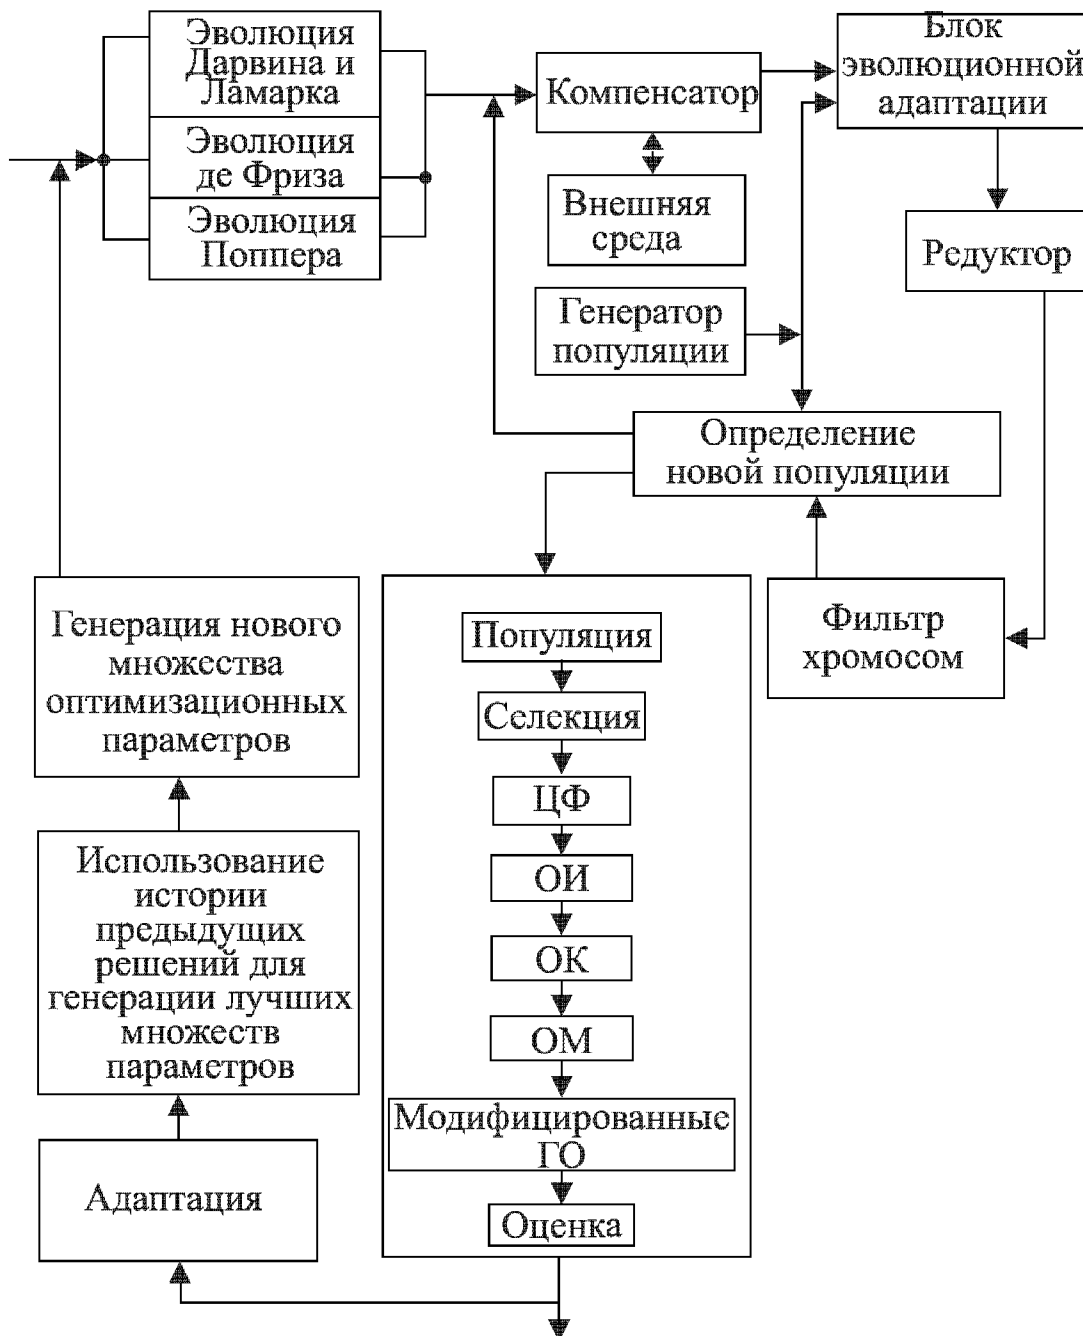 Эволюция
Дарвина и
Ламарка
Эволюция
де Фриза
Эволюция
Поппера
Компенсатор
Внешняя
среда
Блок
эволюционной
адаптации
Редуктор
Генератор
популяции
Определение
новой популяции
Фильтр
хромосом
Популяция
Селекция
ЦФ
ОИ
ОК
ОМ
Модифицированные
ГО
Оценка
Генерация нового
множества
оптимизационных
параметров
Использование
истории
предыдущих
решений для
генерации лучших
множеств
параметров
Адаптация